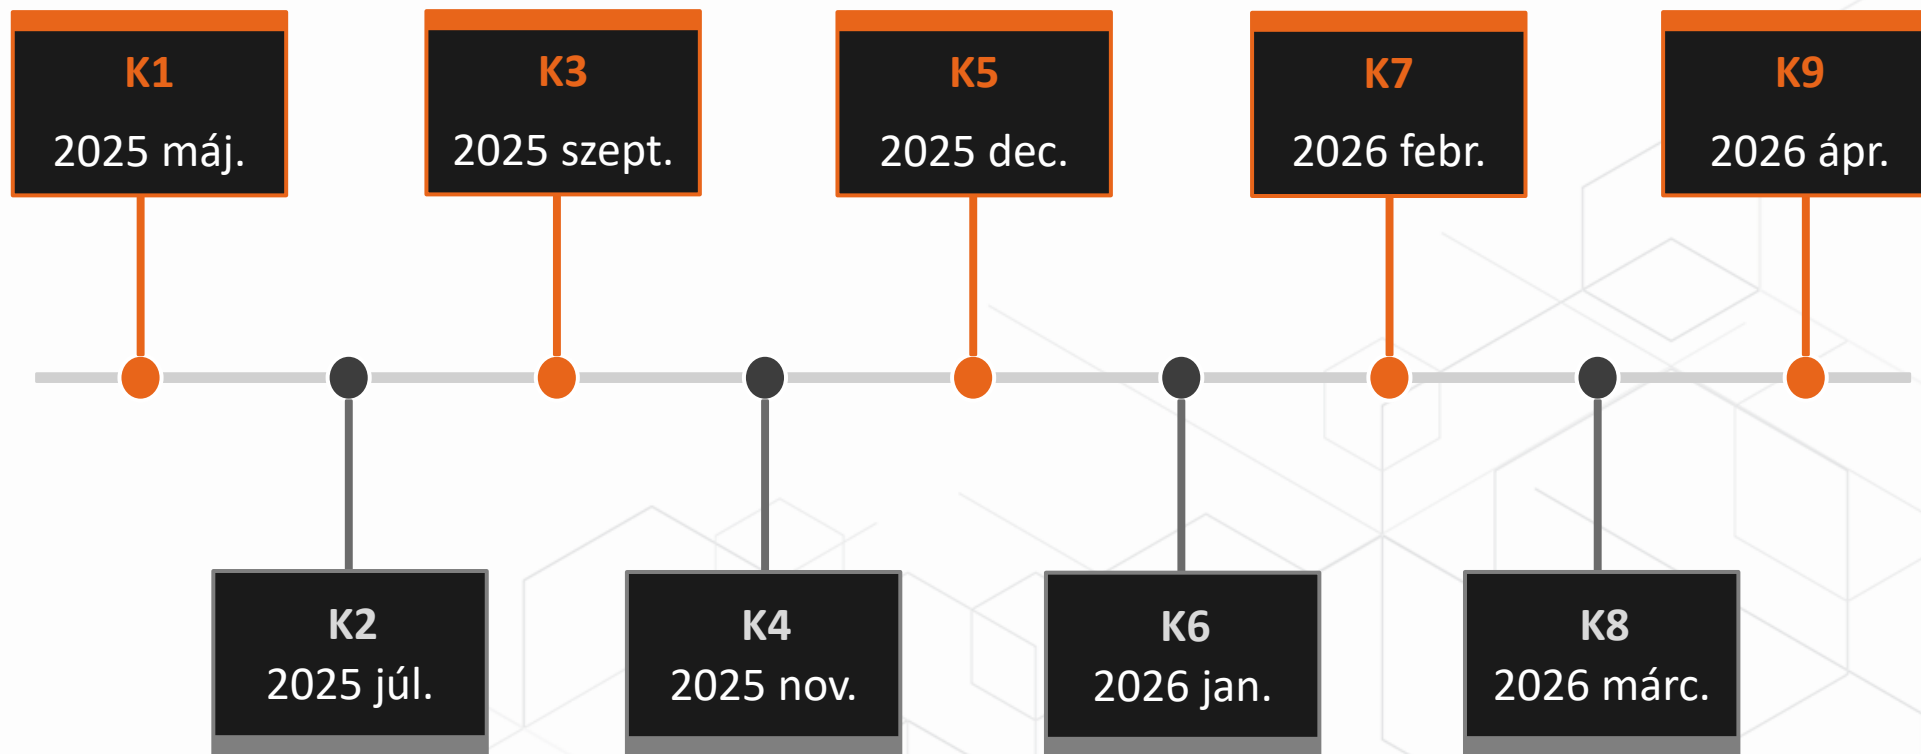 K1
2025 máj.
K3
2025 szept.
K5
2025 dec.
K7
2026 febr.
K9
2026 ápr.
K2
2025 júl.
K4
2025 nov.
K6
2026 jan.
K8
2026 márc.